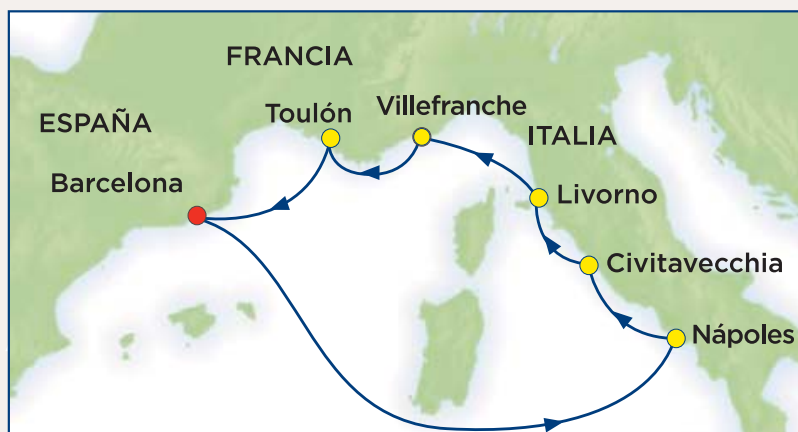 FRANCIA
Toulón
Villefranche
ESPAÑA
ITALIA
Barcelona
Livorno
Civitavecchia
Nápoles